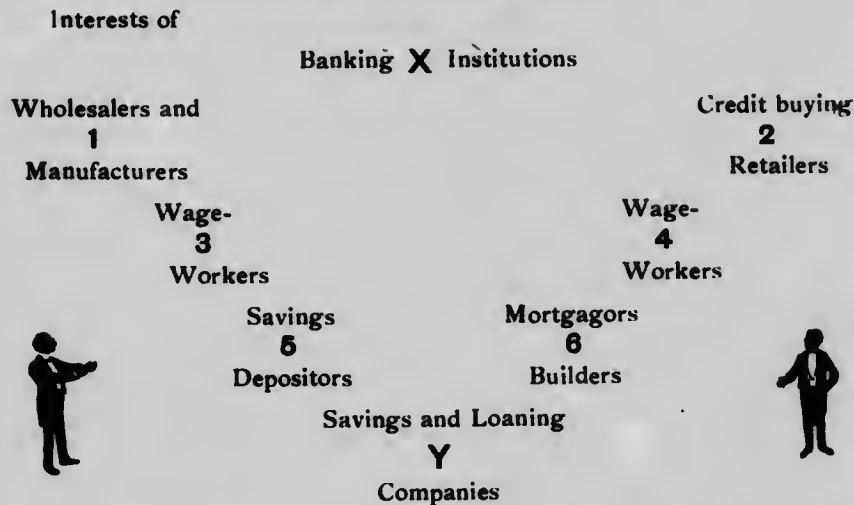 Interests of
Banking X Institutions
Wholesalers and
1
Manufacturers
Credit buying
2
Retailers
Wage-
3
Workers
Wage-
4
Workers
Savings
5
Depositors
Mortgagors
6
Builders
Savings and Loaning
Y
Companies